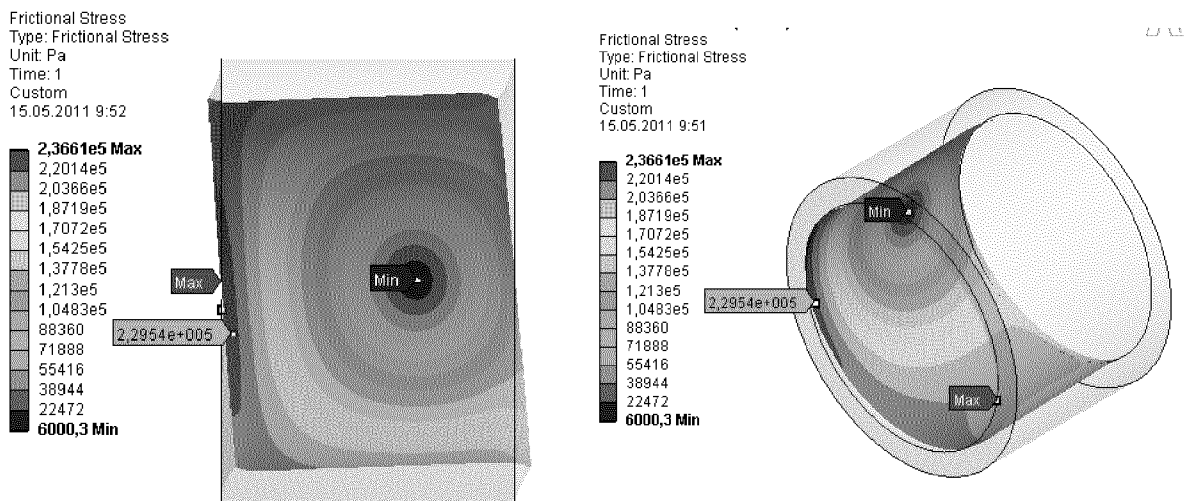 Frictional Stress
Type: Frictional Stress
Unit: Pa
Time: 1
Custom
15.05.2011 9:52
2,3661e5 Max
2,2014e5
2,0366e5
1,8719e5
1,7072e5
1,5425e5
1,3778e5
1,213e5
1,0483e5
88360
71888
55416
38944
22472
6000,3 Min
Max
2,2954e+005
Min
Frictional Stress
Type: Frictional Stress
Unit: Pa
Time: 1
Custom
15.05.2011 9:51
2,3661e5 Max
2,2014e5
2,0366e5
1,8719e5
1,7072e5
1,5425e5
1,3778e5
1,213e5
1,0483e5
88360
71888
55416
38944
22472
6000,3 Min
Min
2,2954e+005
Max